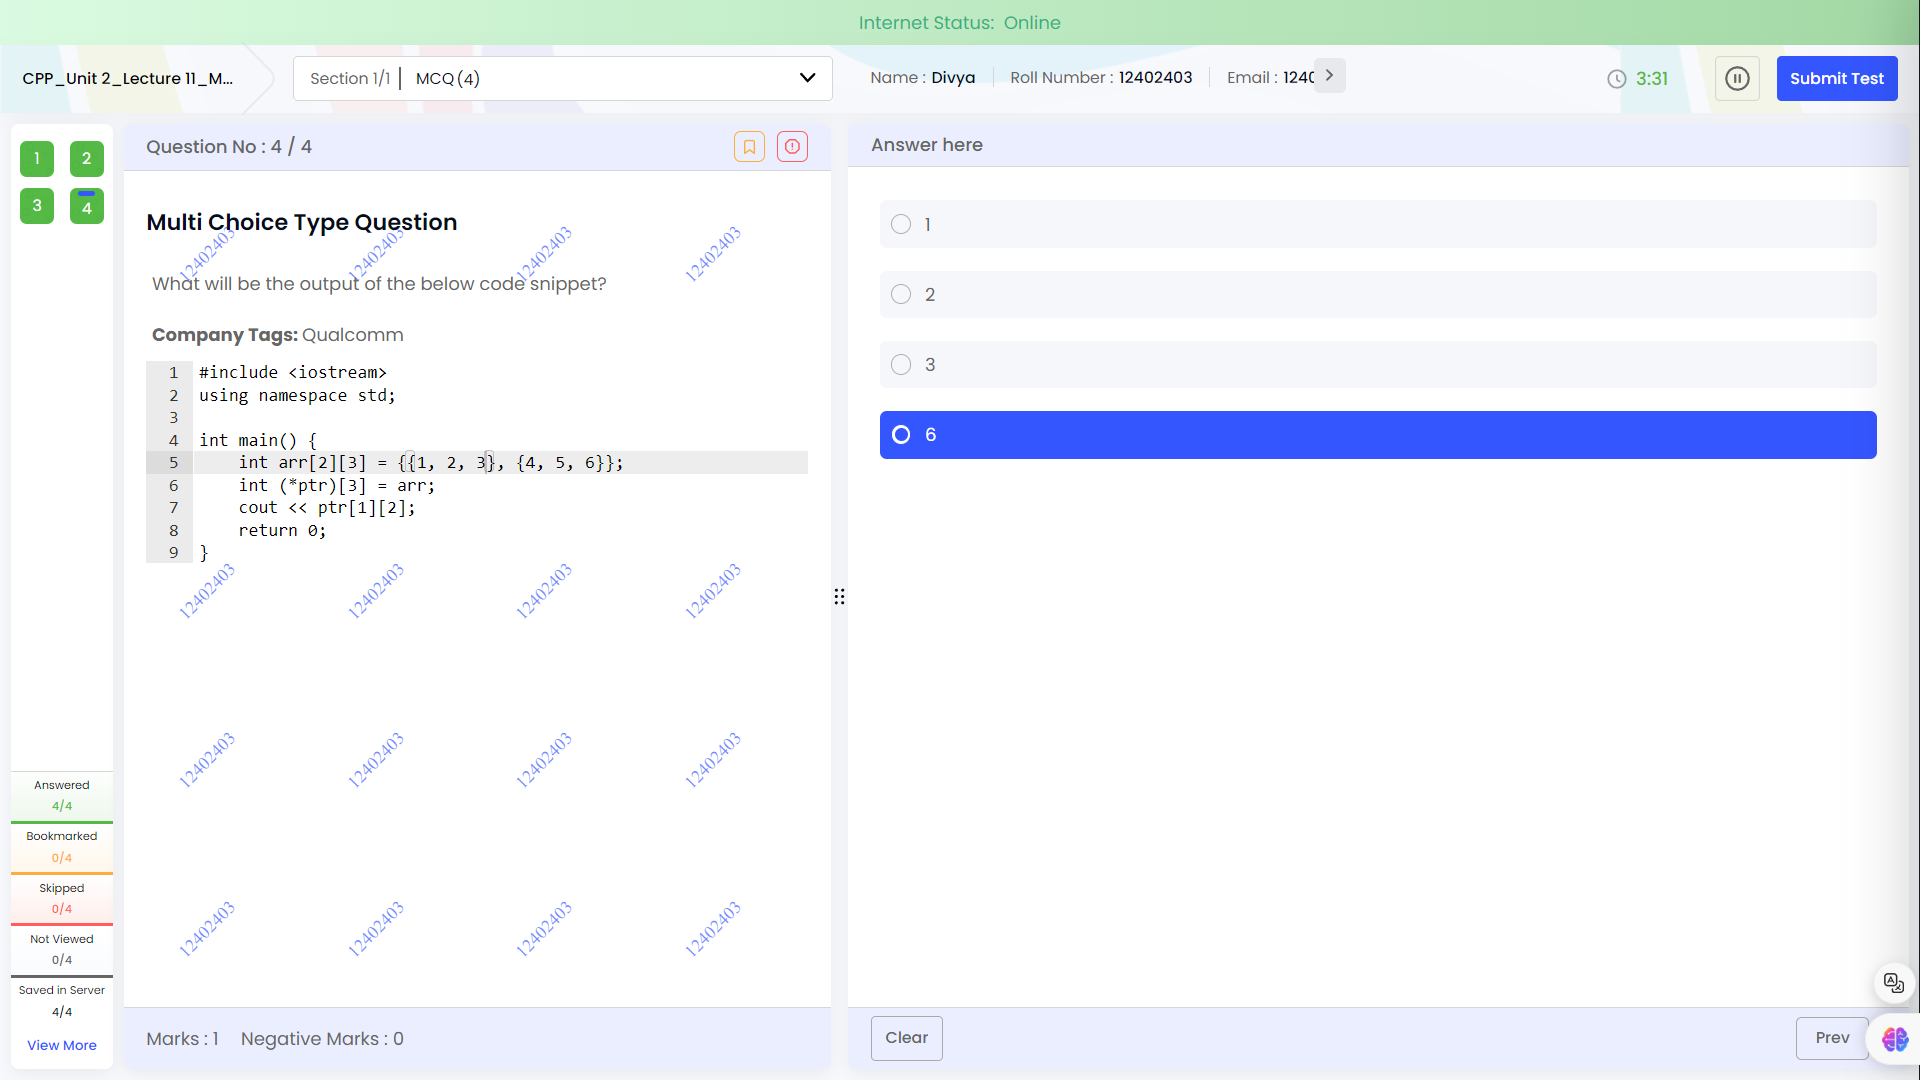 Internet Status: Online
CPP_Unit 2_Lecture 11_M...
Section 1/1 | MCQ (4)
Name : Divya
Roll Number : 12402403
Email : 1240
3:31
Submit Test
1 2
3 4
Question No : 4 / 4
Multi Choice Type Question
What will be the output of the below code snippet?
Company Tags: Qualcomm
1 #include <iostream>
2 using namespace std;
3
4 int main() {
5     int arr[2][3] = {{1, 2, 3}, {4, 5, 6}};
6     int (*ptr)[3] = arr;
7     cout << ptr[1][2];
8     return 0;
9 }
12402403 12402403 12402403 12402403
12402403 12402403 12402403 12402403
12402403 12402403 12402403 12402403
12402403 12402403 12402403 12402403
Answered
4/4
Bookmarked
0/4
Skipped
0/4
Not Viewed
0/4
Saved in Server
4/4
View More
Marks : 1 Negative Marks : 0
Answer here
1
2
3
6
Clear
Prev